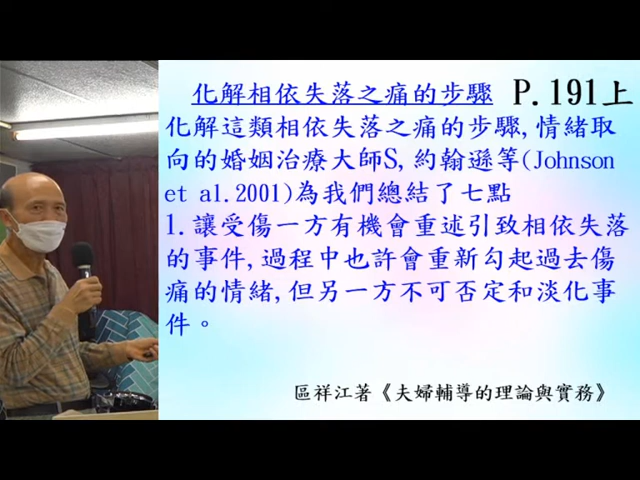 化解相依失落之痛的步驟 P.191上
化解這類相依失落之痛的步驟,情緒取
向的婚姻治療大師S,約翰遜等(Johnson
et al.2001)為我們總結了七點
1.讓受傷一方有機會重述引致相依失落
的事件,過程中也許會重新勾起過去傷
痛的情緒,但另一方不可否定和淡化事
件。
區祥江著《夫婦輔導的理論與實務》